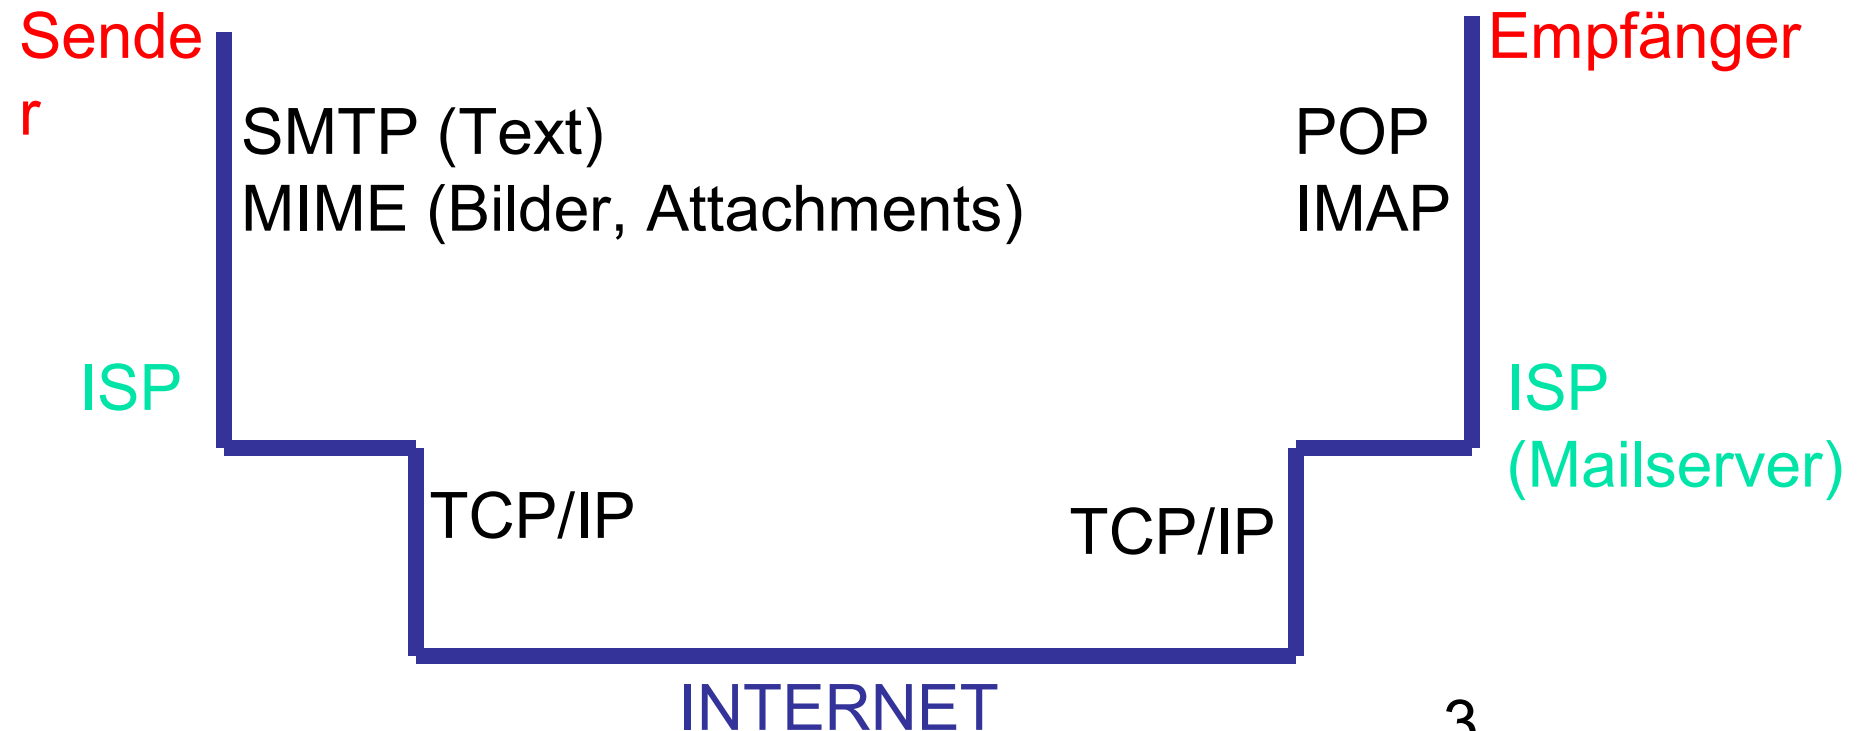 Sende
r
Empfänger
SMTP (Text)
MIME (Bilder, Attachments)
POP
IMAP
ISP
ISP
(Mailserver)
TCP/IP
TCP/IP
INTERNET
3